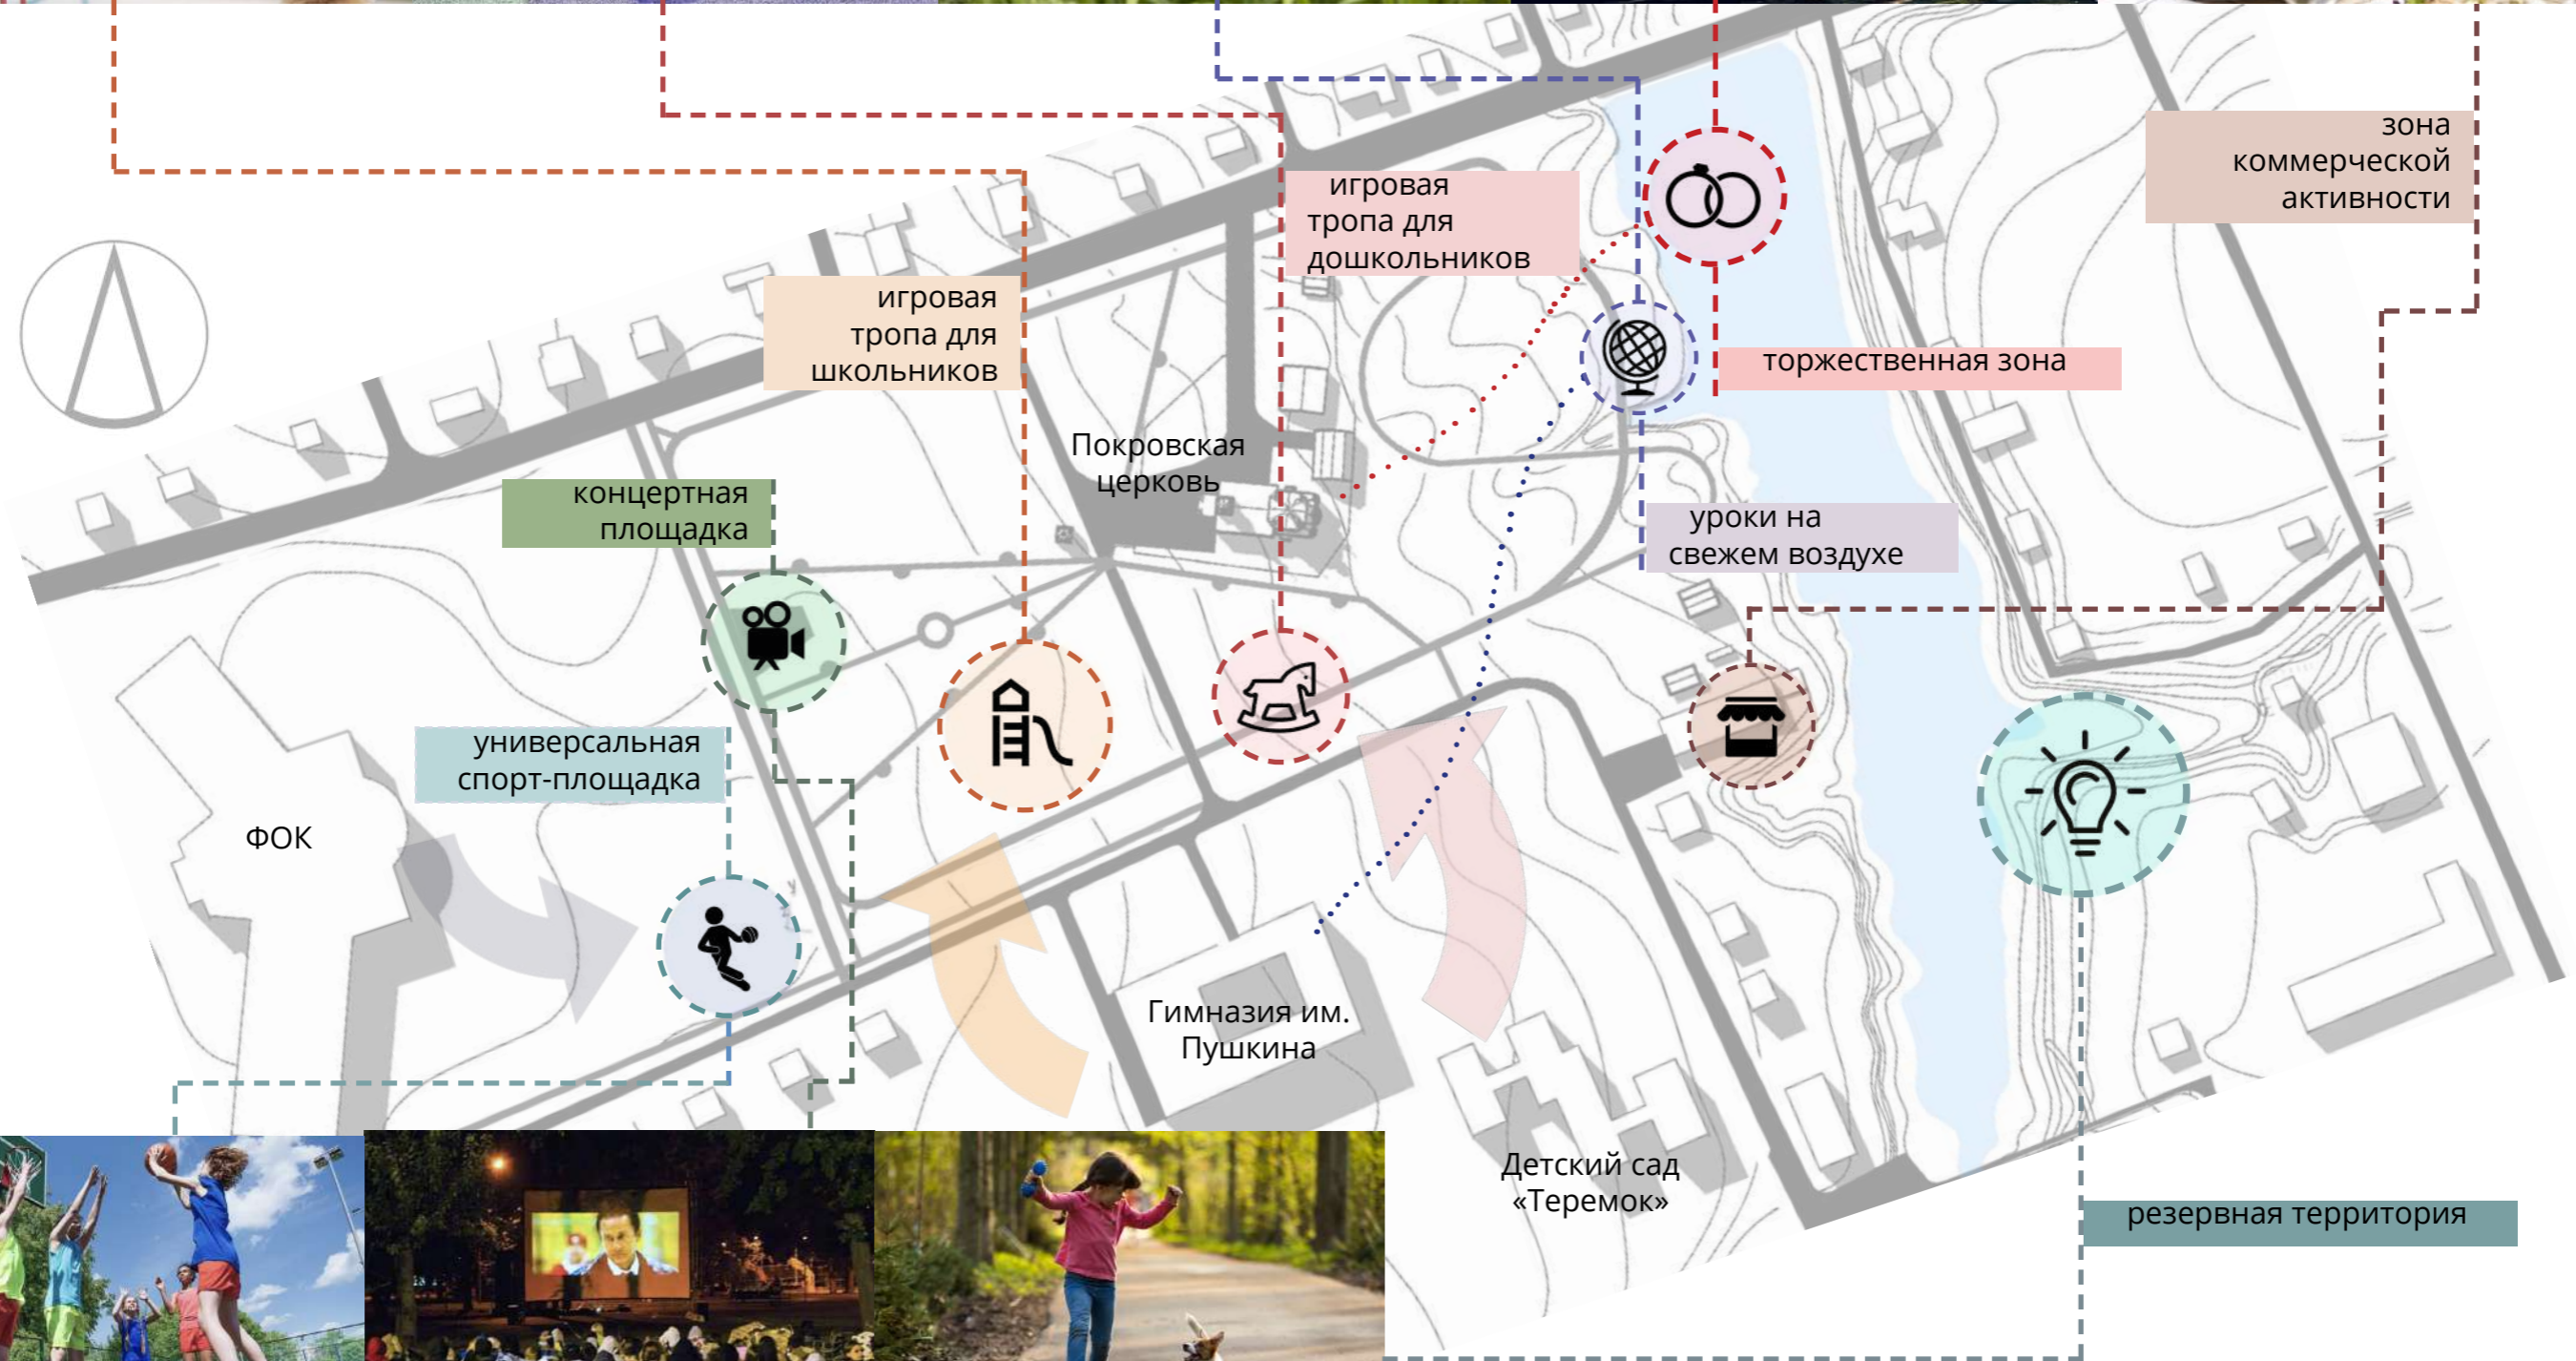 зона
коммерческой
активности
игровая
тропа для
дошкольников
игровая
тропа для
школьников
торжественная зона
Покровская
церковь
концертная
площадка
уроки на
свежем воздухе
универсальная
спорт-площадка
ФОК
Гимназия им.
Пушкина
Детский сад
«Теремок»
резервная территория